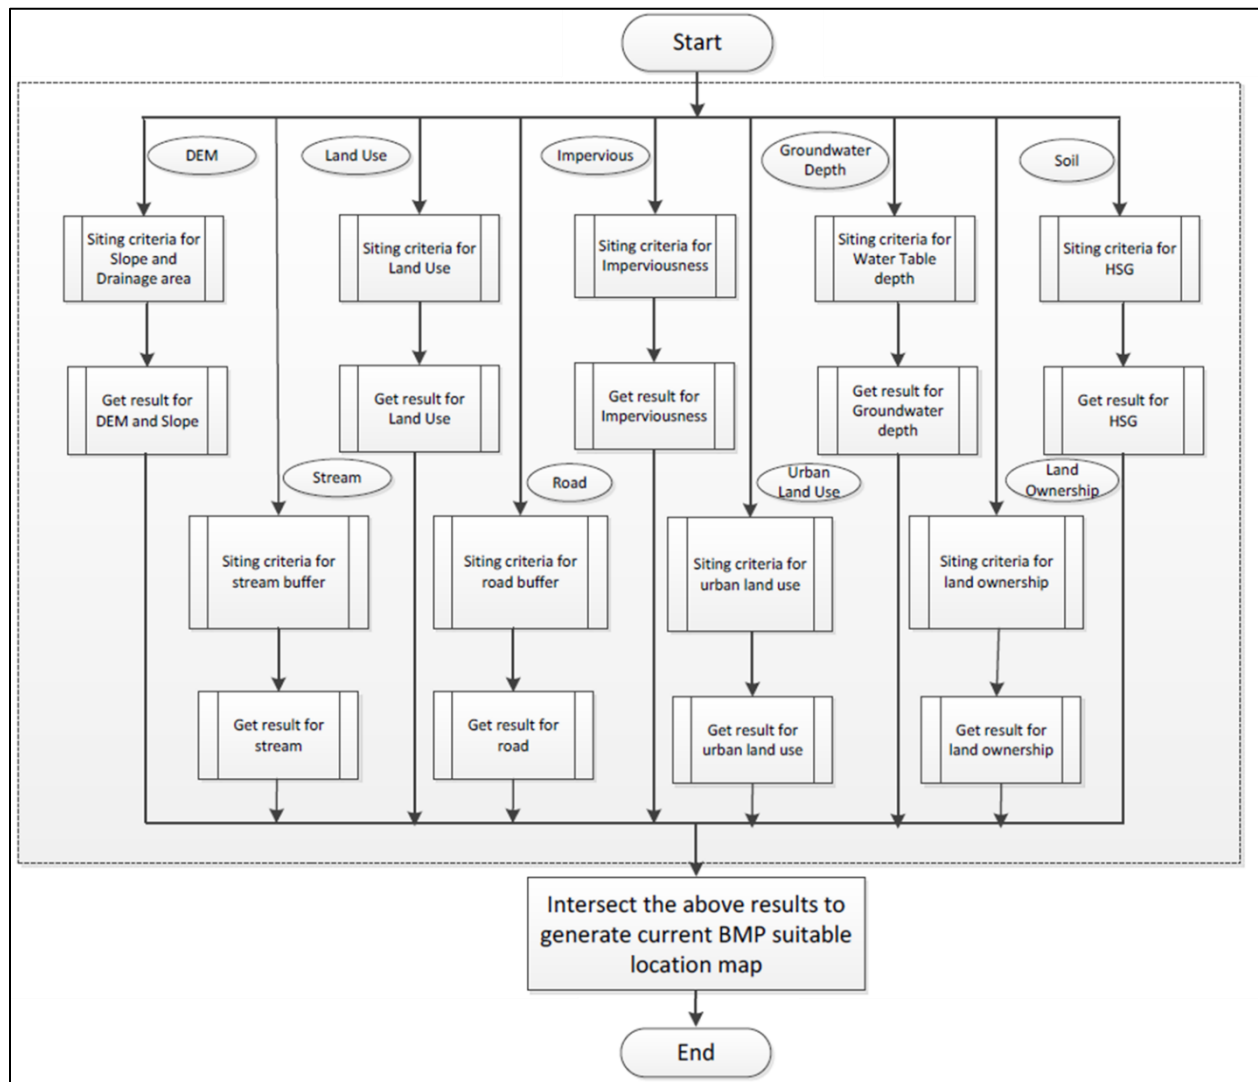 Start
DEM
Land Use
Impervious
Groundwater
Depth
Soil
Siting criteria for
Slope and
Drainage area
Siting criteria for
Land Use
Siting criteria for
Imperviousness
Siting criteria for
Water Table
depth
Siting criteria for
HSG
Get result for
DEM and Slope
Get result for
Land Use
Get result for
Imperviousness
Get result for
Groundwater
depth
Get result for
HSG
Stream
Road
Urban
Land Use
Land
Ownership
Siting criteria for
stream buffer
Siting criteria for
road buffer
Siting criteria for
urban land use
Siting criteria for
land ownership
Get result for
stream
Get result for
road
Get result for
urban land use
Get result for
land ownership
Intersect the above results to
generate current BMP suitable
location map
End